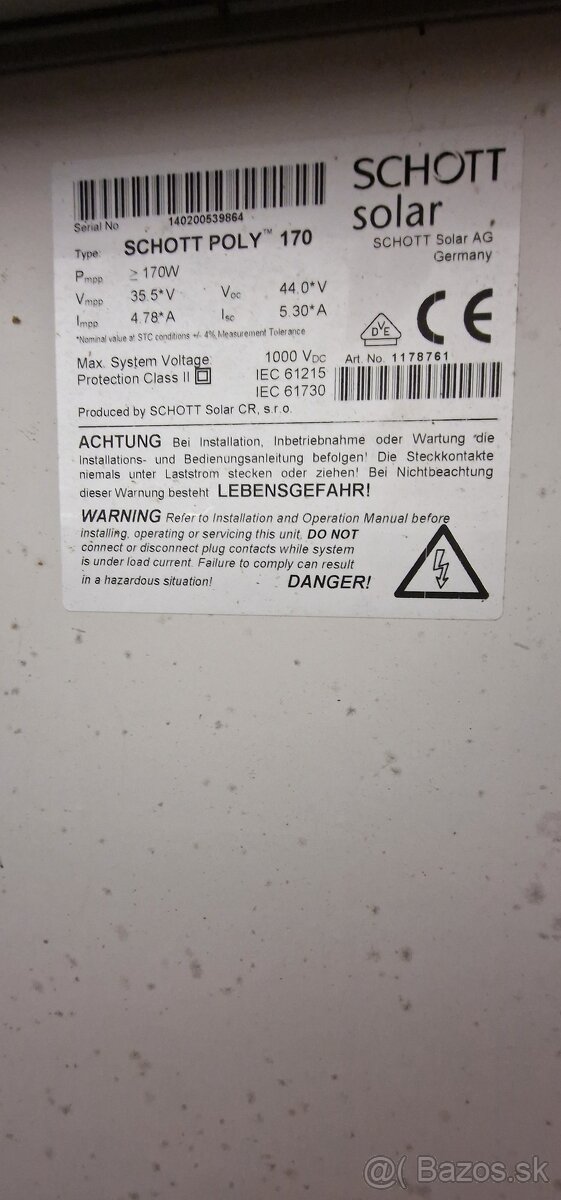 SCHOTT
solar
SCHOTT Solar AG
Germany
Serial No 140200539864
Type: SCHOTT POLY™ 170
Pmpp ≥ 170W
Vmpp 35.5*V Voc 44.0*V
Impp 4.78*A Isc 5.30*A
*Nominal value at STC conditions +/- 4% Measurement Tolerance
Max. System Voltage 1000 VDC
Protection Class II IEC 61215
IEC 61730
DVE
CE
Art. No. 1178761
Produced by SCHOTT Solar CR, s.r.o.
ACHTUNG Bei Installation, Inbetriebnahme oder Wartung die
Installations- und Bedienungsanleitung befolgen! Die Steckkontakte
niemals unter Laststrom stecken oder ziehen! Bei Nichtbeachtung
dieser Warnung besteht LEBENSGEFAHR!
WARNING Refer to Installation and Operation Manual before
installing, operating or servicing this unit. DO NOT
connect or disconnect plug contacts while system
is under load current. Failure to comply can result
in a hazardous situation! DANGER!
@( Bazos.sk